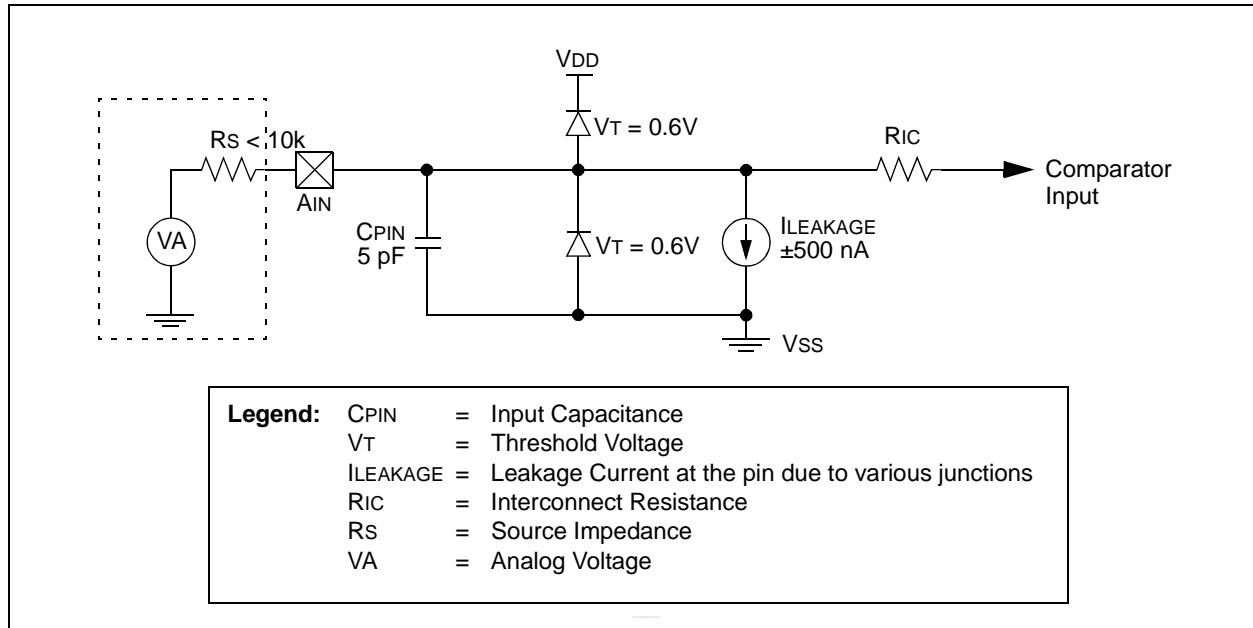 VDD
VT = 0.6V
RS < 10k
RIC
AIN
Comparator
Input
VA
CPIN
5 pF
VT = 0.6V
ILEAKAGE
±500 nA
VSS
Legend: CPIN = Input Capacitance
VT = Threshold Voltage
ILEAKAGE = Leakage Current at the pin due to various junctions
RIC = Interconnect Resistance
RS = Source Impedance
VA = Analog Voltage